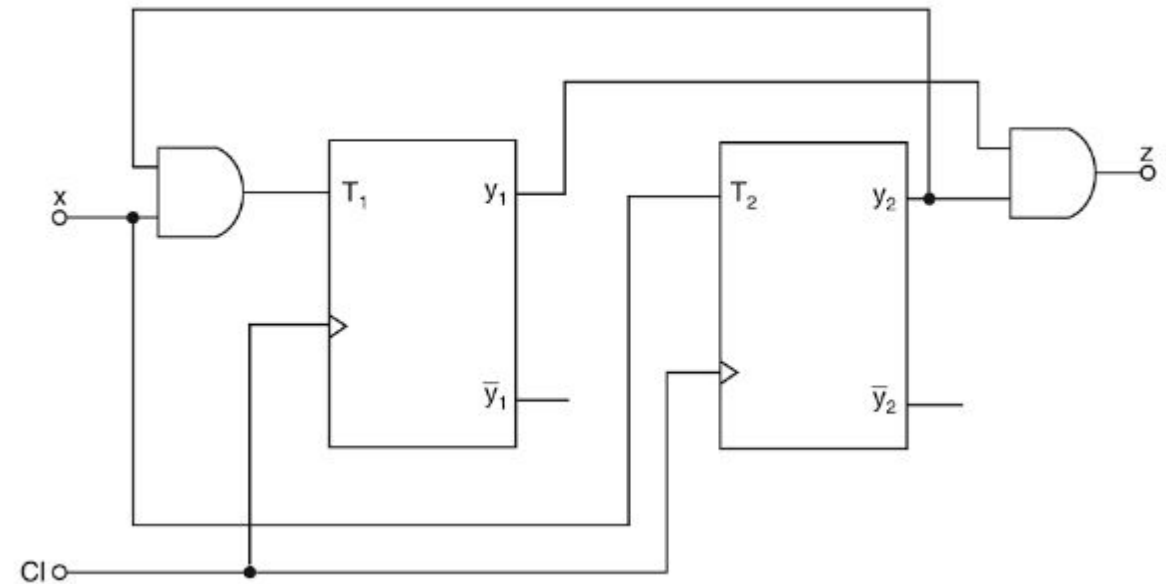 x
T₁
y₁
ȳ₁
T₂
y₂
ȳ₂
z
Cl